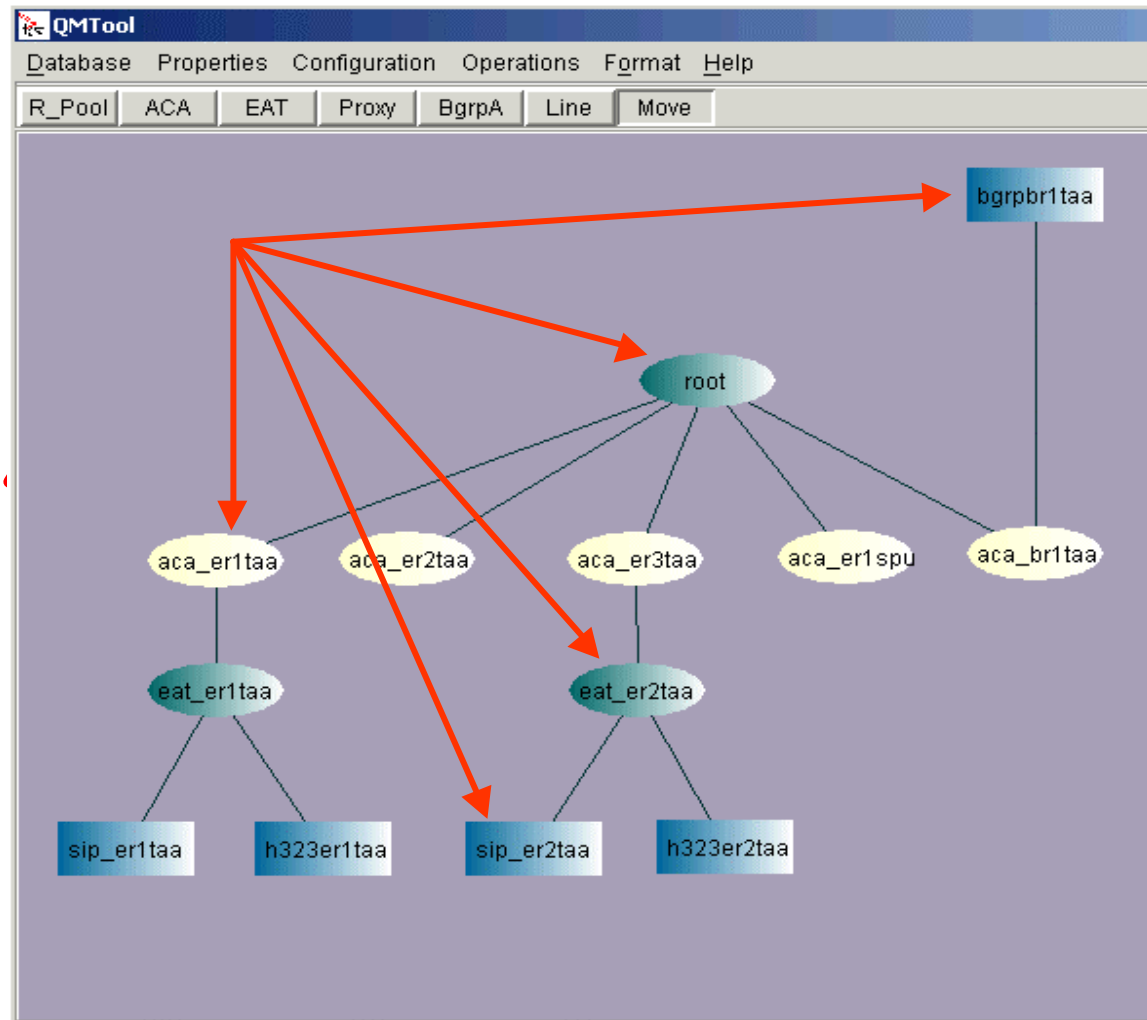 QMTool
Database Properties Configuration Operations Format Help
R_Pool ACA EAT Proxy BgrpA Line Move
bgrpbr1taa
root
aca_er1taa aca_er2taa aca_er3taa aca_er1spu aca_br1taa
eat_er1taa eat_er2taa
sip_er1taa h323er1taa sip_er2taa h323er2taa